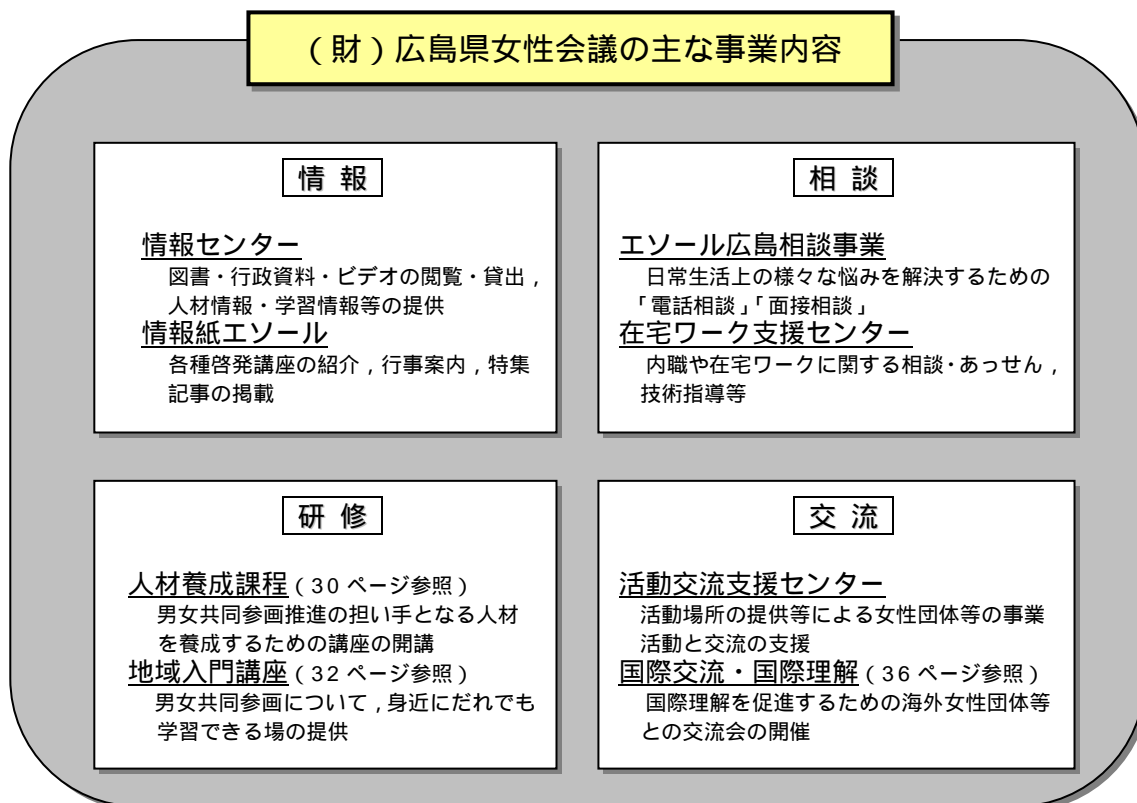 （財）広島県女性会議の主な事業内容
情 報
情報センター
図書・行政資料・ビデオの閲覧・貸出，
人材情報・学習情報等の提供
情報紙エソール
各種啓発講座の紹介，行事案内，特集
記事の掲載
相 談
エソール広島相談事業
日常生活上の様々な悩みを解決するための
「電話相談」「面接相談」
在宅ワーク支援センター
内職や在宅ワークに関する相談・あっせん，
技術指導等
研 修
人材養成課程（30 ページ参照）
男女共同参画推進の担い手となる人材
を養成するための講座の開講
地域入門講座（32 ページ参照）
男女共同参画について，身近にだれでも
学習できる場の提供
交 流
活動交流支援センター
活動場所の提供等による女性団体等の事業
活動と交流の支援
国際交流・国際理解（36 ページ参照）
国際理解を促進するための海外女性団体等
との交流会の開催